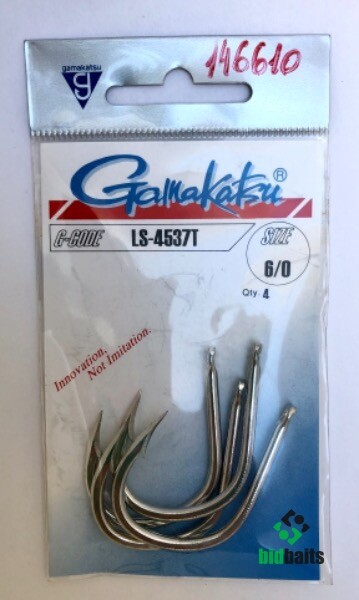 gamakatsu
146610
Gamakatsu®
G-CODE LS-4537T SIZE
6/0
Qty. 4
Innovation,
Not Imitation.
bidbaits